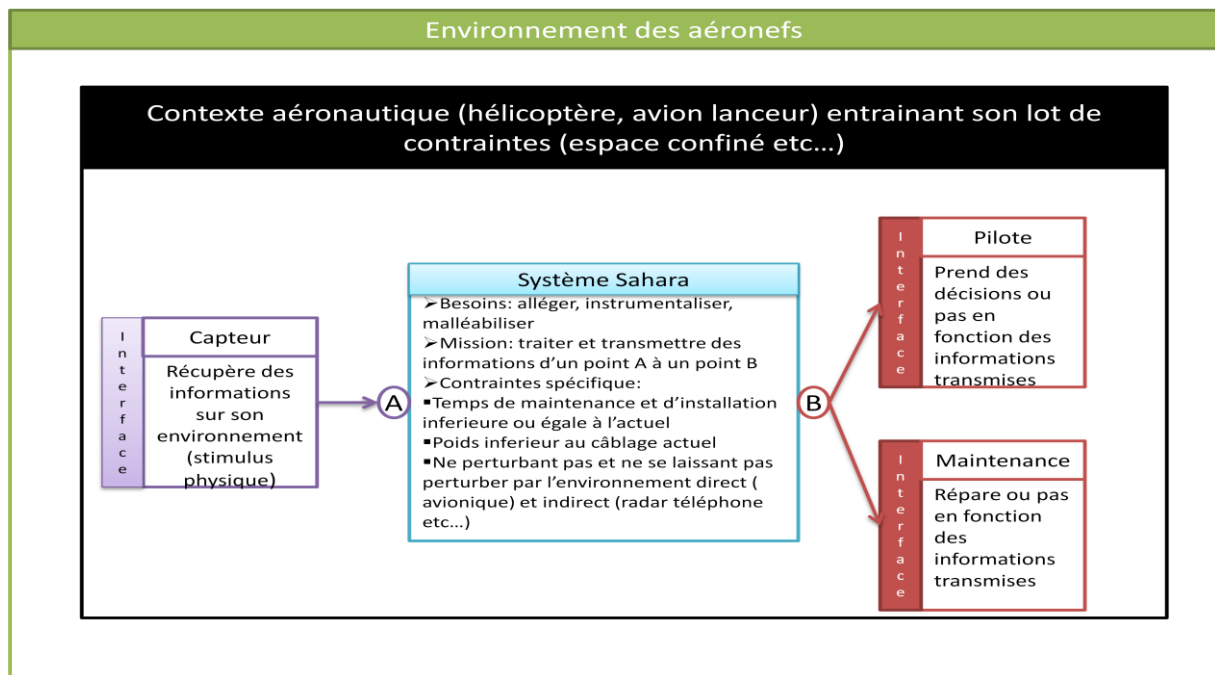 Environnement des aéronefs
Contexte aéronautique (hélicoptère, avion lanceur) entrainant son lot de
contraintes (espace confiné etc...)
Interface
Capteur
Récupère des
informations
sur son
environnement
(stimulus
physique)
A
Système Sahara
➢Besoins: alléger, instrumentaliser,
malléabiliser
➢Mission: traiter et transmettre des
informations d'un point A à un point B
➢Contraintes spécifique:
▪Temps de maintenance et d'installation
inferieure ou égale à l'actuel
▪Poids inferieur au câblage actuel
▪Ne perturbant pas et ne se laissant pas
perturber par l'environnement direct (
avionique) et indirect (radar téléphone
etc...)
B
Interface
Pilote
Prend des
décisions ou
pas en
fonction des
informations
transmises
Interface
Maintenance
Répare ou pas
en fonction
des
informations
transmises